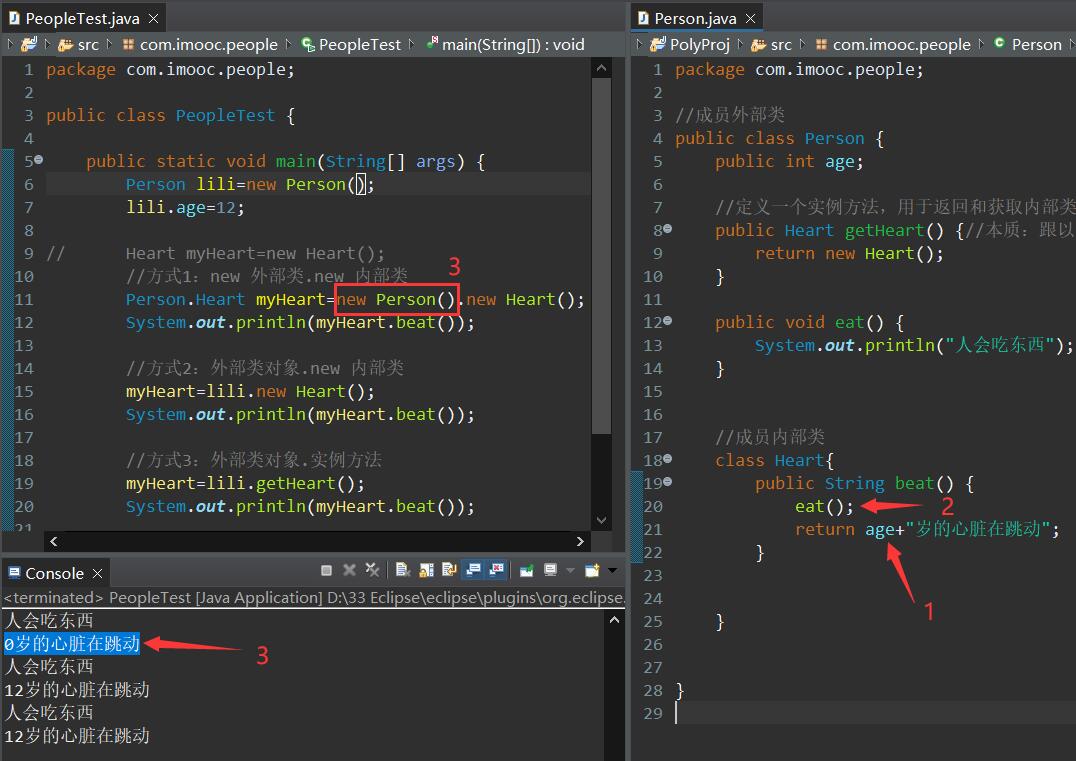 PeopleTest.java
src com.imooc.people PeopleTest main(String[]) : void
1 package com.imooc.people;
2
3 public class PeopleTest {
4
5 public static void main(String[] args) {
6 Person lili=new Person();
7 lili.age=12;
8
9 // Heart myHeart=new Heart();
10 //方式1：new 外部类.new 内部类
3
11 Person.Heart myHeart=new Person().new Heart();
12 System.out.println(myHeart.beat());
13
14 //方式2：外部类对象.new 内部类
15 myHeart=lili.new Heart();
16 System.out.println(myHeart.beat());
17
18 //方式3：外部类对象.实例方法
19 myHeart=lili.getHeart();
20 System.out.println(myHeart.beat());
21
Console
<terminated> PeopleTest [Java Application] D:\33 Eclipse\eclipse\plugins\org.eclipse.
人会吃东西
0岁的心脏在跳动
3
人会吃东西
12岁的心脏在跳动
人会吃东西
12岁的心脏在跳动
Person.java
PolyProj src com.imooc.people Person
1 package com.imooc.people;
2
3 //成员外部类
4 public class Person {
5 public int age;
6
7 //定义一个实例方法，用于返回和获取内部类
8 public Heart getHeart() {//本质：跟以
9 return new Heart();
10 }
11
12 public void eat() {
13 System.out.println("人会吃东西");
14 }
15
16
17 //成员内部类
18 class Heart{
19 public String beat() {
20 eat();
2
21 return age+"岁的心脏在跳动";
22 }
23
1
24
25 }
26
27
28 }
29